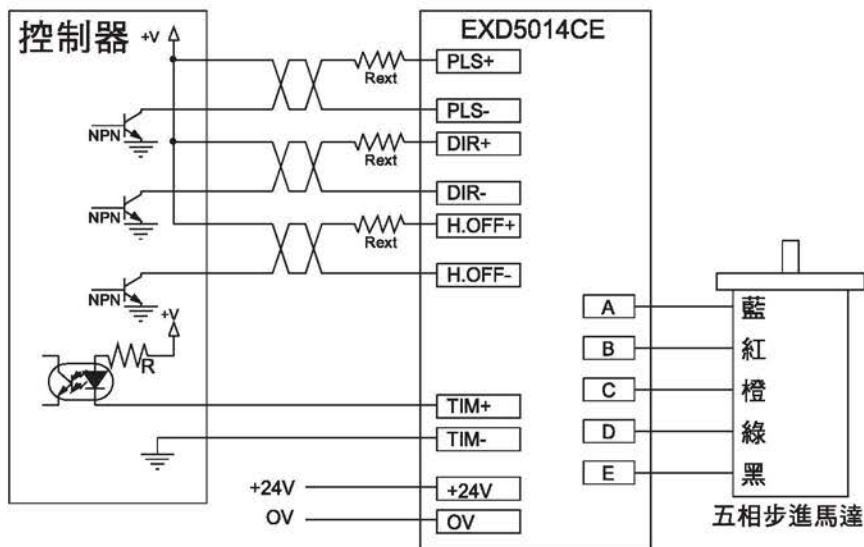 控制器
+V
EXD5014CE
Rext
PLS+
NPN
PLS-
Rext
DIR+
NPN
DIR-
Rext
H.OFF+
NPN
H.OFF-
+V
R
TIM+
TIM-
+24V
+24V
OV
OV
A
藍
B
紅
C
橙
D
綠
E
黑
五相步進馬達